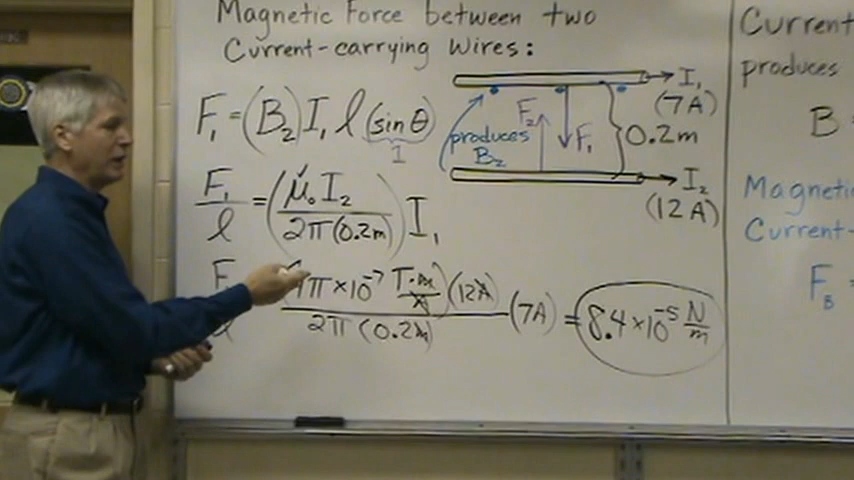 Magnetic Force between two
Current-carrying Wires:
F₁ = (B₂) I₁ l (sin θ)
1
F₁/l = (μ₀ I₂ / 2π(0.2m)) I₁
F / l (4π×10⁻⁷ T·m/A)(12A) / 2π(0.2m) (7A) = 8.4×10⁻⁵ N/m
I₁
(7A)
produces
B₂
F₂
F₁
0.2m
I₂
(12A)
Current
produces
B =
Magnetic
Current-
F_B =